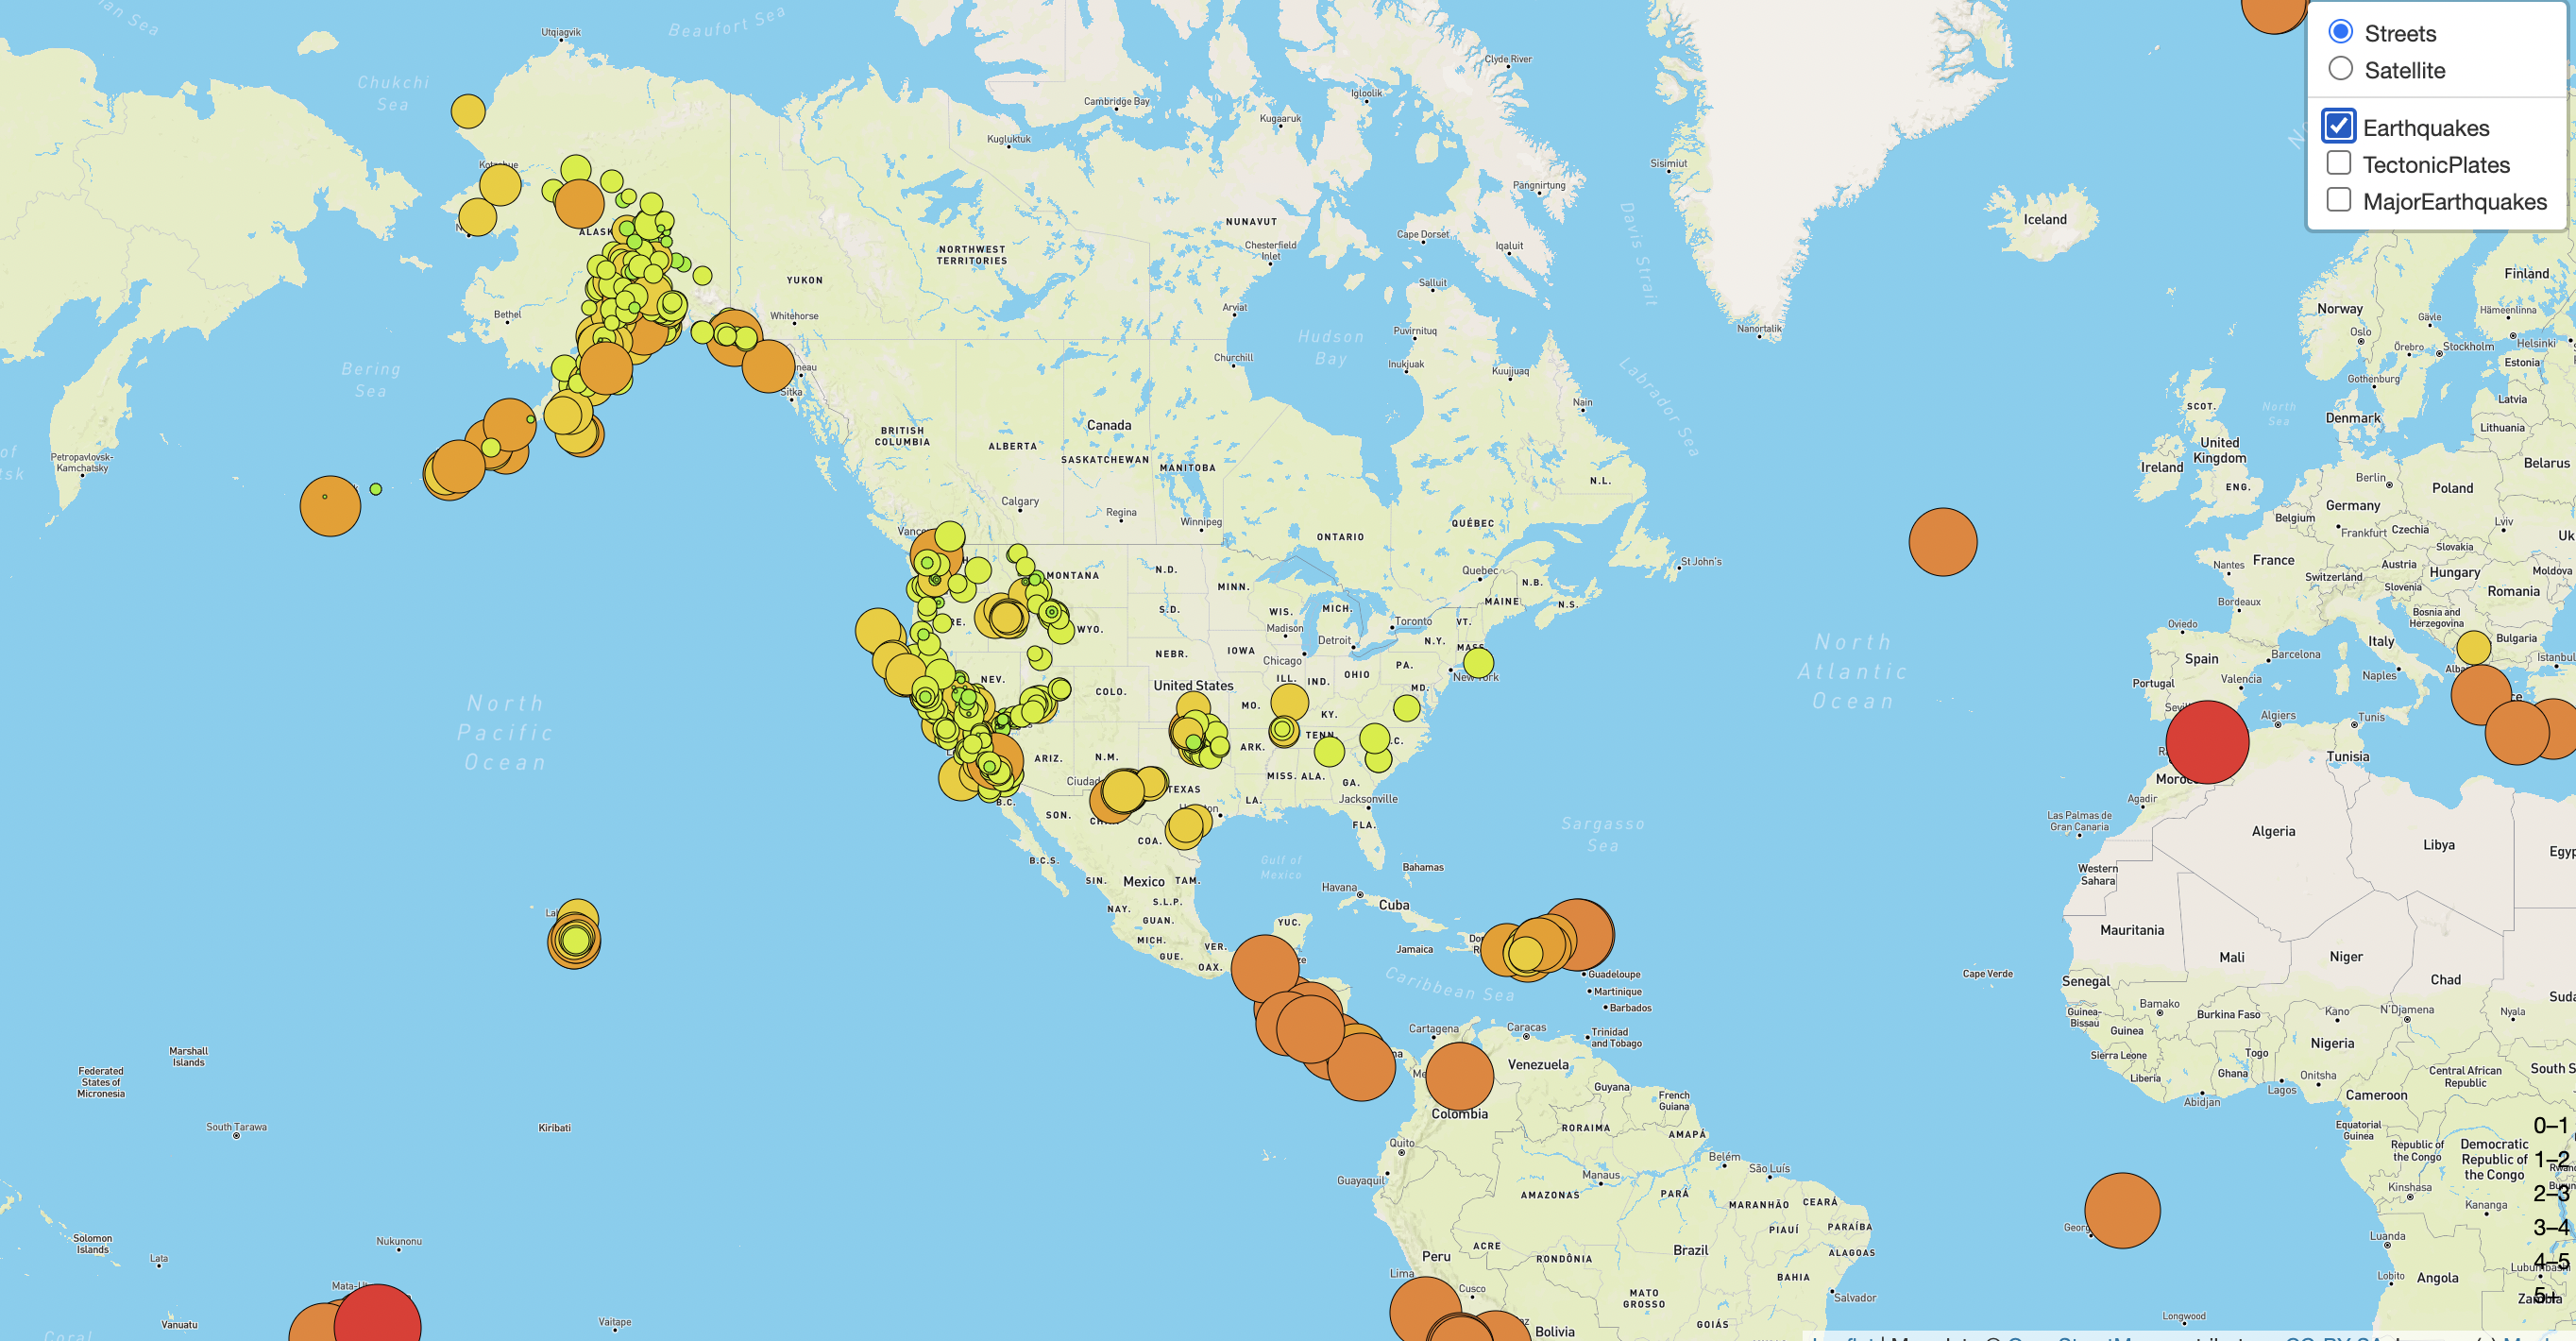 Streets
Satellite
Earthquakes
TectonicPlates
MajorEarthquakes
Utqiagvik
Beaufort Sea
Chukchi
Sea
Clyde River
Cambridge Bay
Igloolik
Kugaaruk
Kugluktuk
Sisimiut
Pangnirtung
NUNAVUT
Cape Dorset
Iqaluit
Davis Strait
Iceland
NORTHWEST
TERRITORIES
Chesterfield
Inlet
YUKON
Salluit
Finland
Norway
Gävle
Hämeenlinna
Oslo
Bethel
Whitehorse
Arviat
Puvirnituq
Nanortalik
Hudson
Bay
Örebro
Stockholm
Helsinki
Estonia
Bering
Sea
Churchill
Inukjuak
Kuujjuaq
Labrador Sea
Gothenburg
Sitka
Nain
SCOT.
North
Sea
Latvia
Denmark
Canada
BRITISH
COLUMBIA
ALBERTA
SASKATCHEWAN
MANITOBA
Lithuania
United
Kingdom
Ireland
Belarus
Petropavlovsk-
Kamchatsky
N.L.
Berlin
ENG.
Poland
Germany
Calgary
Regina
Winnipeg
QUÉBEC
ONTARIO
Belgium
Frankfurt
Czechia
Lviv
Slovakia
France
Nantes
Austria
Hungary
Moldova
Switzerland
Slovenia
Romania
St John's
Quebec
N.B.
MONTANA
N.D.
MINN.
MAINE
N.S.
S.D.
WIS.
MICH.
Madison
Toronto
VT.
Detroit
N.Y.
WYO.
Bordeaux
Bosnia and
Herzegovina
Oviedo
Italy
Bulgaria
North
Atlantic
Ocean
NEBR.
IOWA
Chicago
PA.
New York
Spain
Barcelona
Naples
Portugal
Valencia
NEV.
COLO.
United States
ILL.
IND.
OHIO
MD.
MO.
KY.
North
Pacific
Ocean
Algiers
Tunis
Tunisia
ARIZ.
N.M.
ARK.
TENN.
MISS.
ALA.
GA.
TEXAS
LA.
Jacksonville
FLA.
B.C.
SON.
COA.
B.C.S.
Agadir
Las Palmas de
Gran Canaria
Algeria
Libya
Western
Sahara
Sargasso
Sea
Gulf of
Mexico
Bahamas
SIN.
Mexico
TAM.
Havana
Cuba
NAY.
S.L.P.
GUAN.
YUC.
MICH.
GUE.
VER.
OAX.
Jamaica
Mauritania
Mali
Niger
Chad
Cape Verde
Senegal
Guadeloupe
Martinique
Barbados
Caribbean Sea
Bamako
Burkina Faso
Kano
N'Djamena
Nyala
Guinea-
Bissau
Guinea
Cartagena
Caracas
Trinidad
and Tobago
Nigeria
Marshall
Islands
Federated
States of
Micronesia
Venezuela
Sierra Leone
Togo
Ghana
Onitsha
Liberia
Lagos
Abidjan
Central African
Republic
Cameroon
Guyana
French
Guiana
Colombia
South Tarawa
Kiribati
RORAIMA
AMAPÁ
Quito
Equatorial
Guinea
Republic of
the Congo
Democratic
Republic of
the Congo
0–1
1–2
2–3
3–4
4–5
5+
Guayaquil
Manaus
Belém
São Luís
AMAZONAS
PARÁ
MARANHÃO
CEARÁ
Kinshasa
Kananga
PIAUÍ
PARAÍBA
Luanda
Solomon
Islands
Nukunonu
Lata
Peru
ACRE
RONDÔNIA
Brazil
ALAGOAS
Lima
Cusco
BAHIA
Lobito
Angola
MATO
GROSSO
Salvador
Longwood
Vanuatu
Vaitape
GOIÁS
Bolivia
Coral